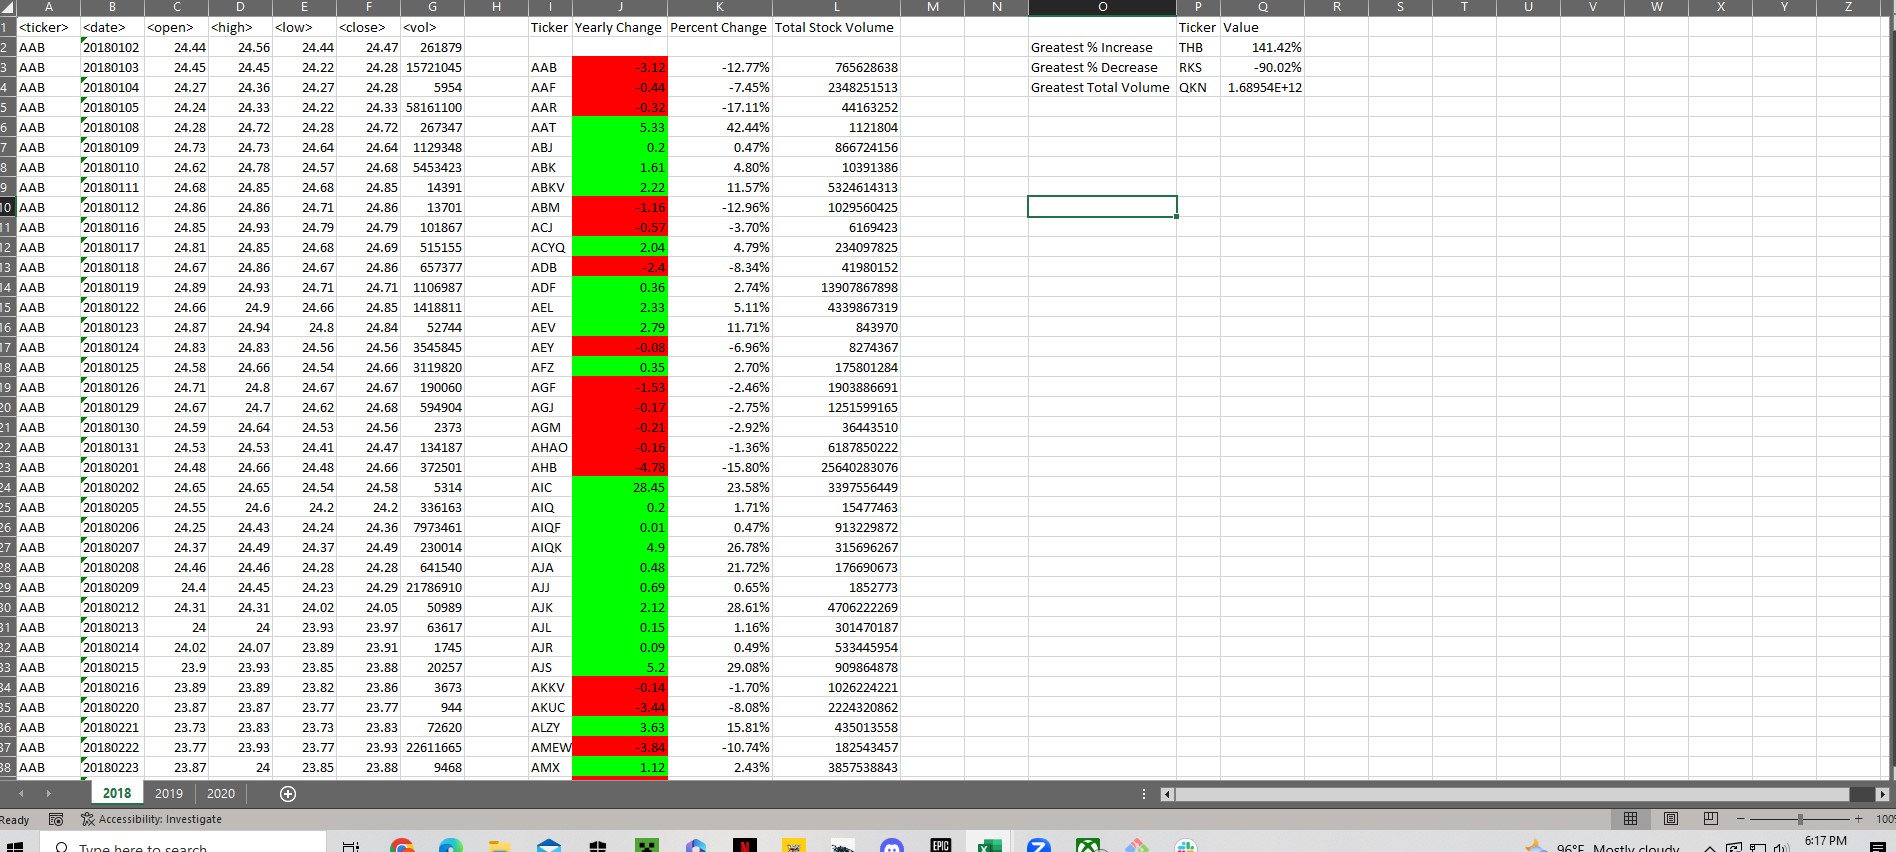 A B C D E F G H I J K L M N O P Q R S T U V W X Y Z
1 <ticker> <date> <open> <high> <low> <close> <vol> Ticker Yearly Change Percent Change Total Stock Volume Ticker Value
2 AAB 20180102 24.44 24.56 24.44 24.47 261879 Greatest % Increase THB 141.42%
3 AAB 20180103 24.45 24.45 24.22 24.28 15721045 AAB -3.12 -12.77% 765628638 Greatest % Decrease RKS -90.02%
4 AAB 20180104 24.27 24.36 24.27 24.28 5954 AAF -0.44 -7.45% 2348251513 Greatest Total Volume QKN 1.68954E+12
5 AAB 20180105 24.24 24.33 24.22 24.33 58161100 AAR -0.32 -17.11% 44163252
6 AAB 20180108 24.28 24.72 24.28 24.72 267347 AAT 5.33 42.44% 1121804
7 AAB 20180109 24.73 24.73 24.64 24.64 1129348 ABJ 0.2 0.47% 866724156
8 AAB 20180110 24.62 24.78 24.57 24.68 5453423 ABK 1.61 4.80% 10391386
9 AAB 20180111 24.68 24.85 24.68 24.85 14391 ABKV 2.22 11.57% 5324614313
10 AAB 20180112 24.86 24.86 24.71 24.86 13701 ABM -1.16 -12.96% 1029560425
11 AAB 20180116 24.85 24.93 24.79 24.79 101867 ACJ -0.57 -3.70% 6169423
12 AAB 20180117 24.81 24.85 24.68 24.69 515155 ACYQ 2.04 4.79% 234097825
13 AAB 20180118 24.67 24.86 24.67 24.86 657377 ADB -2.4 -8.34% 41980152
14 AAB 20180119 24.89 24.93 24.71 24.71 1106987 ADF 0.36 2.74% 13907867898
15 AAB 20180122 24.66 24.9 24.66 24.85 1418811 AEL 2.33 5.11% 4339867319
16 AAB 20180123 24.87 24.94 24.8 24.84 52744 AEV 2.79 11.71% 843970
17 AAB 20180124 24.83 24.83 24.56 24.56 3545845 AEY -0.08 -6.96% 8274367
18 AAB 20180125 24.58 24.66 24.54 24.66 3119820 AFZ 0.35 2.70% 175801284
19 AAB 20180126 24.71 24.8 24.67 24.67 190060 AGF -1.53 -2.46% 1903886691
20 AAB 20180129 24.67 24.7 24.62 24.68 594904 AGJ -0.17 -2.75% 1251599165
21 AAB 20180130 24.59 24.64 24.53 24.56 2373 AGM -0.21 -2.92% 36443510
22 AAB 20180131 24.53 24.53 24.41 24.47 134187 AHAO -0.16 -1.36% 6187850222
23 AAB 20180201 24.48 24.66 24.48 24.66 372501 AHB -4.78 -15.80% 25640283076
24 AAB 20180202 24.65 24.65 24.54 24.58 5314 AIC 28.45 23.58% 3397556449
25 AAB 20180205 24.55 24.6 24.2 24.2 336163 AIQ 0.2 1.71% 15477463
26 AAB 20180206 24.25 24.43 24.24 24.36 7973461 AIQF 0.01 0.47% 913229872
27 AAB 20180207 24.37 24.49 24.37 24.49 230014 AIQK 4.9 26.78% 315696267
28 AAB 20180208 24.46 24.46 24.28 24.28 641540 AJA 0.48 21.72% 176690673
29 AAB 20180209 24.4 24.45 24.23 24.29 21786910 AJJ 0.69 0.65% 1852773
30 AAB 20180212 24.31 24.31 24.02 24.05 50989 AJK 2.12 28.61% 4706222269
31 AAB 20180213 24 24 23.93 23.97 63617 AJL 0.15 1.16% 301470187
32 AAB 20180214 24.02 24.07 23.89 23.91 1745 AJR 0.09 0.49% 533445954
33 AAB 20180215 23.9 23.93 23.85 23.88 20257 AJS 5.2 29.08% 909864878
34 AAB 20180216 23.89 23.89 23.82 23.86 3673 AKKV -0.14 -1.70% 1026224221
35 AAB 20180220 23.87 23.87 23.77 23.77 944 AKUC -3.44 -8.08% 2224320862
36 AAB 20180221 23.73 23.83 23.73 23.83 72620 ALZY 3.63 15.81% 435013558
37 AAB 20180222 23.77 23.93 23.77 23.93 22611665 AMEW -3.84 -10.74% 182543457
38 AAB 20180223 23.87 24 23.85 23.88 9468 AMX 1.12 2.43% 3857538843
2018 2019 2020
Ready Accessibility: Investigate 100%
Type here to search EPIC 96°F Mostly cloudy 6:17 PM